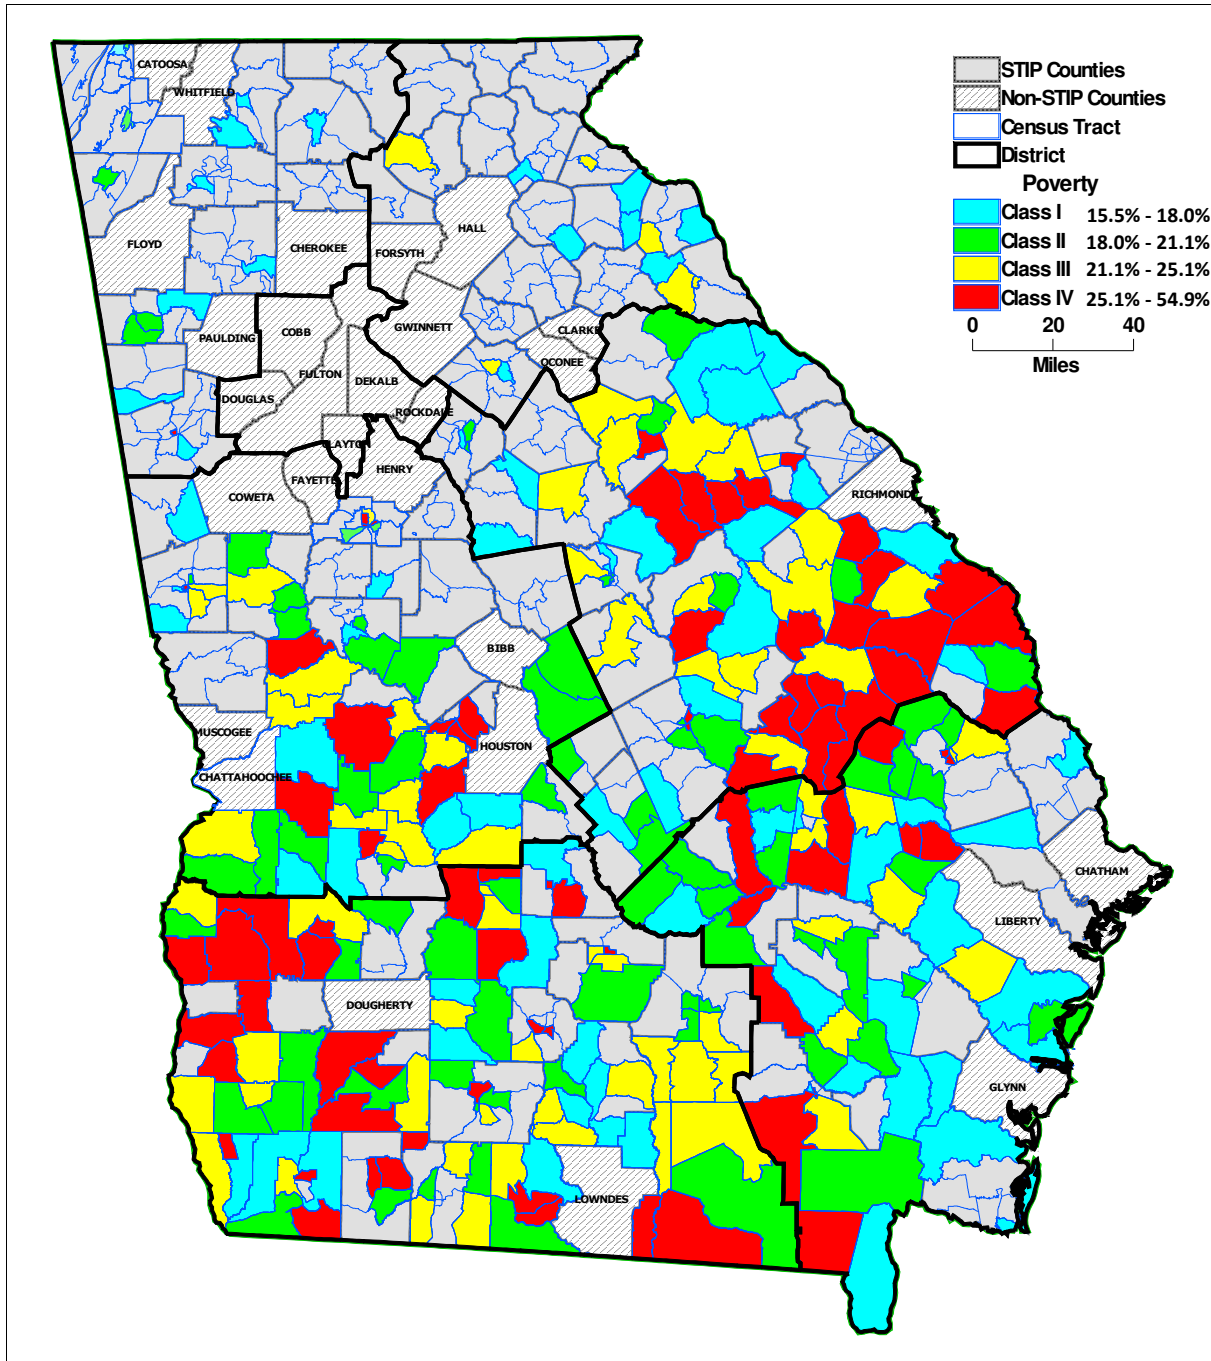 CATOOSA
WHITFIELD
STIP Counties
Non-STIP Counties
Census Tract
District
Poverty
Class I 15.5% - 18.0%
Class II 18.0% - 21.1%
Class III 21.1% - 25.1%
Class IV 25.1% - 54.9%
0 20 40
Miles
HALL
FLOYD
CHEROKEE
FORSYTH
GWINNETT
CLARKE
COBB
PAULDING
OCONEE
FULTON
DEKALB
DOUGLAS
ROCKDALE
CLAYTON
HENRY
FAYETTE
COWETA
RICHMOND
BIBB
MUSCOGEE
HOUSTON
CHATTAHOOCHEE
CHATHAM
LIBERTY
DOUGHERTY
GLYNN
LOWNDES